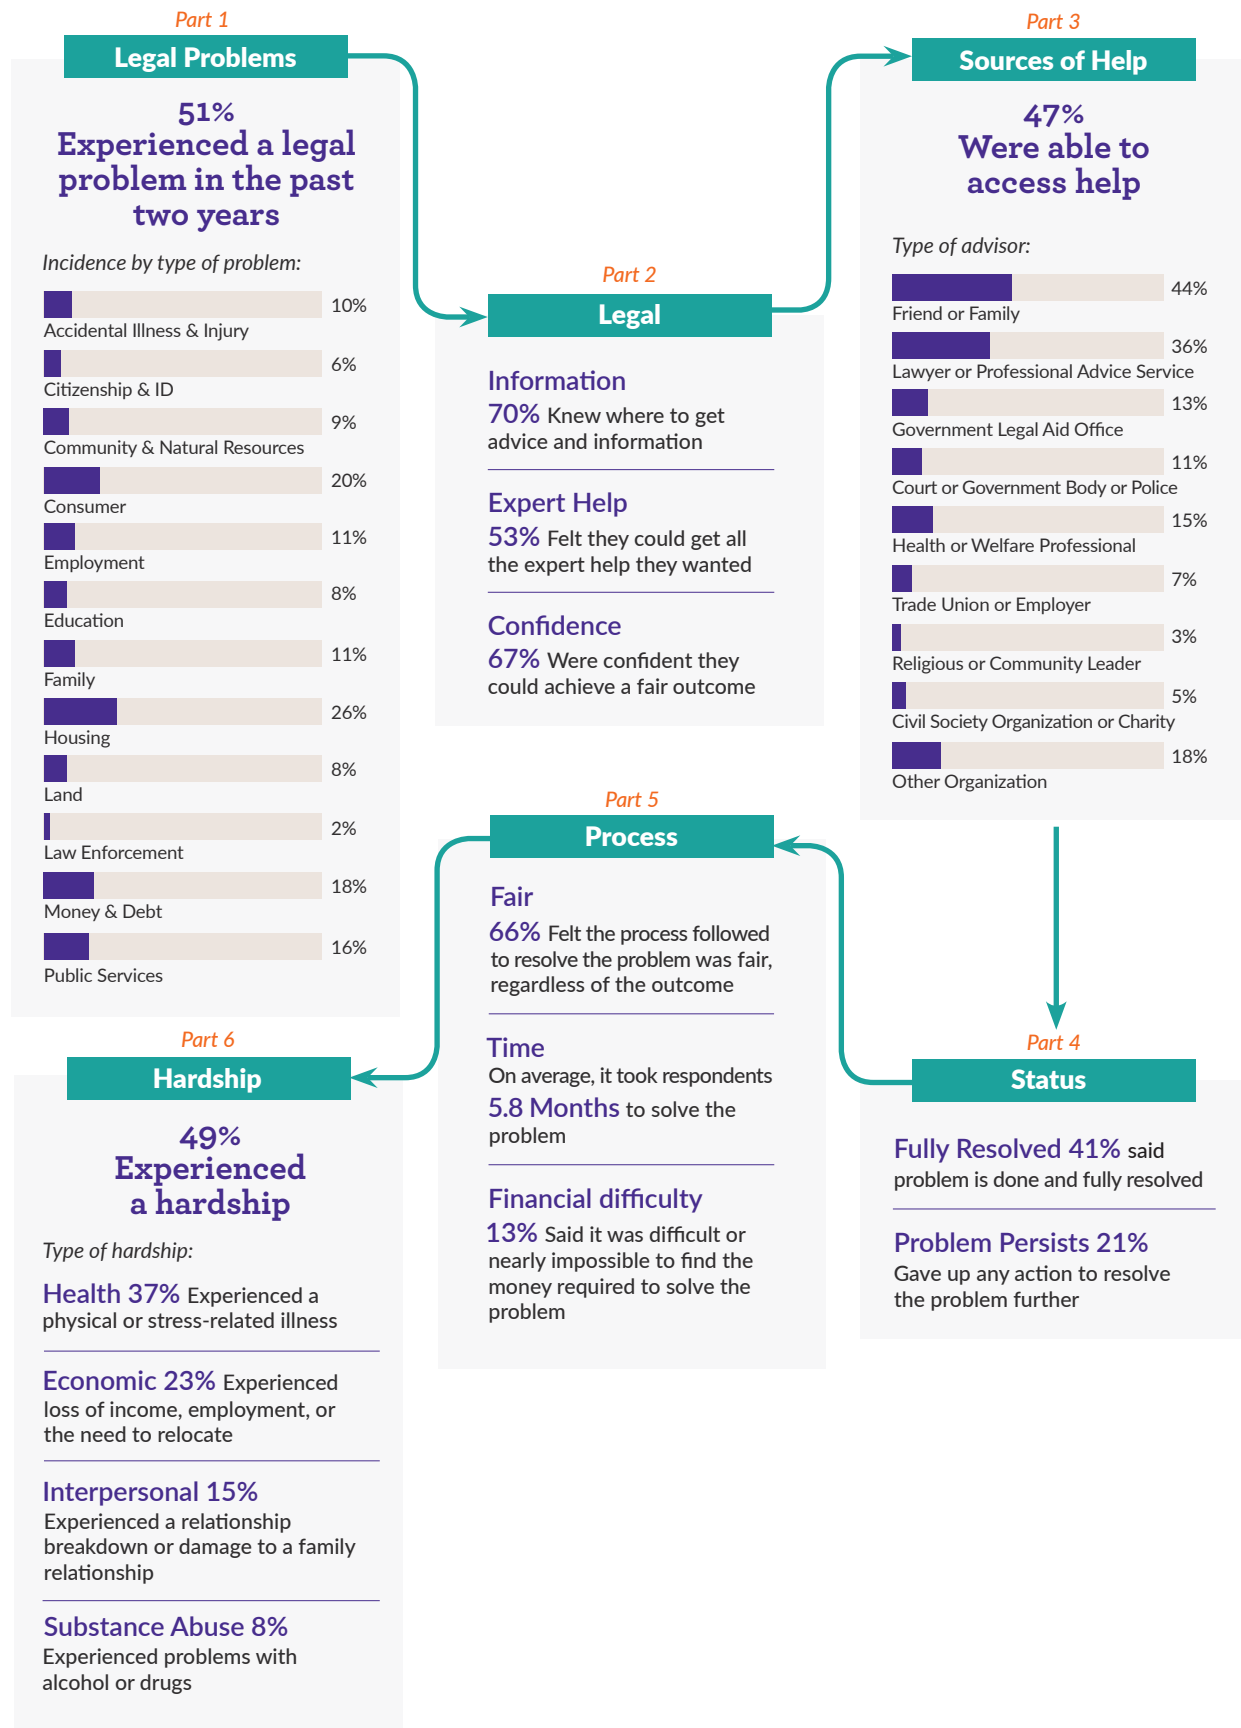 Part 1
Legal Problems
51%
Experienced a legal
problem in the past
two years
Incidence by type of problem:
10%
Accidental Illness & Injury
6%
Citizenship & ID
9%
Community & Natural Resources
20%
Consumer
11%
Employment
8%
Education
11%
Family
26%
Housing
8%
Land
2%
Law Enforcement
18%
Money & Debt
16%
Public Services
Part 2
Legal
Information
70% Knew where to get
advice and information
Expert Help
53% Felt they could get all
the expert help they wanted
Confidence
67% Were confident they
could achieve a fair outcome
Part 3
Sources of Help
47%
Were able to
access help
Type of advisor:
44%
Friend or Family
36%
Lawyer or Professional Advice Service
13%
Government Legal Aid Office
11%
Court or Government Body or Police
15%
Health or Welfare Professional
7%
Trade Union or Employer
3%
Religious or Community Leader
5%
Civil Society Organization or Charity
18%
Other Organization
Part 4
Status
Fully Resolved 41% said
problem is done and fully resolved
Problem Persists 21%
Gave up any action to resolve
the problem further
Part 5
Process
Fair
66% Felt the process followed
to resolve the problem was fair,
regardless of the outcome
Time
On average, it took respondents
5.8 Months to solve the
problem
Financial difficulty
13% Said it was difficult or
nearly impossible to find the
money required to solve the
problem
Part 6
Hardship
49%
Experienced
a hardship
Type of hardship:
Health 37% Experienced a
physical or stress-related illness
Economic 23% Experienced
loss of income, employment, or
the need to relocate
Interpersonal 15%
Experienced a relationship
breakdown or damage to a family
relationship
Substance Abuse 8%
Experienced problems with
alcohol or drugs